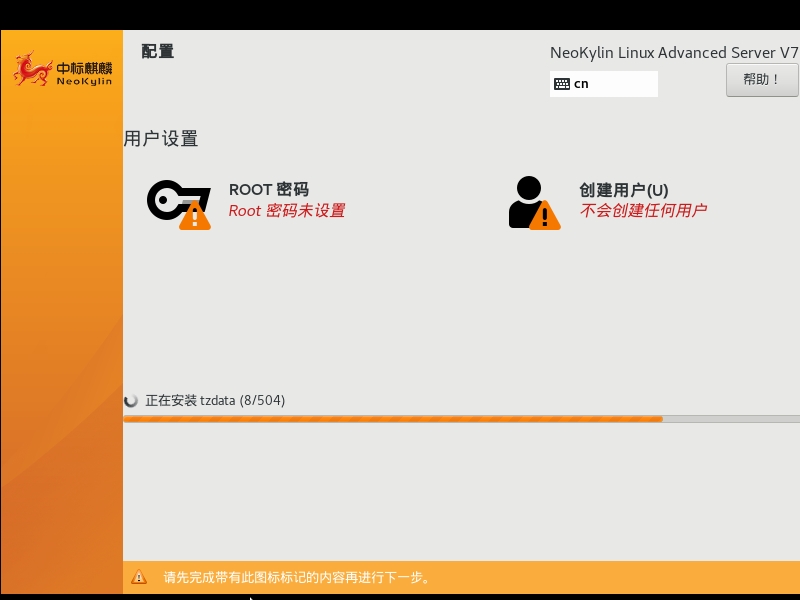 中标麒麟
NeoKylin
配置
NeoKylin Linux Advanced Server V7
cn
帮助！
用户设置
ROOT 密码
Root 密码未设置
创建用户(U)
不会创建任何用户
正在安装 tzdata (8/504)
请先完成带有此图标标记的内容再进行下一步。